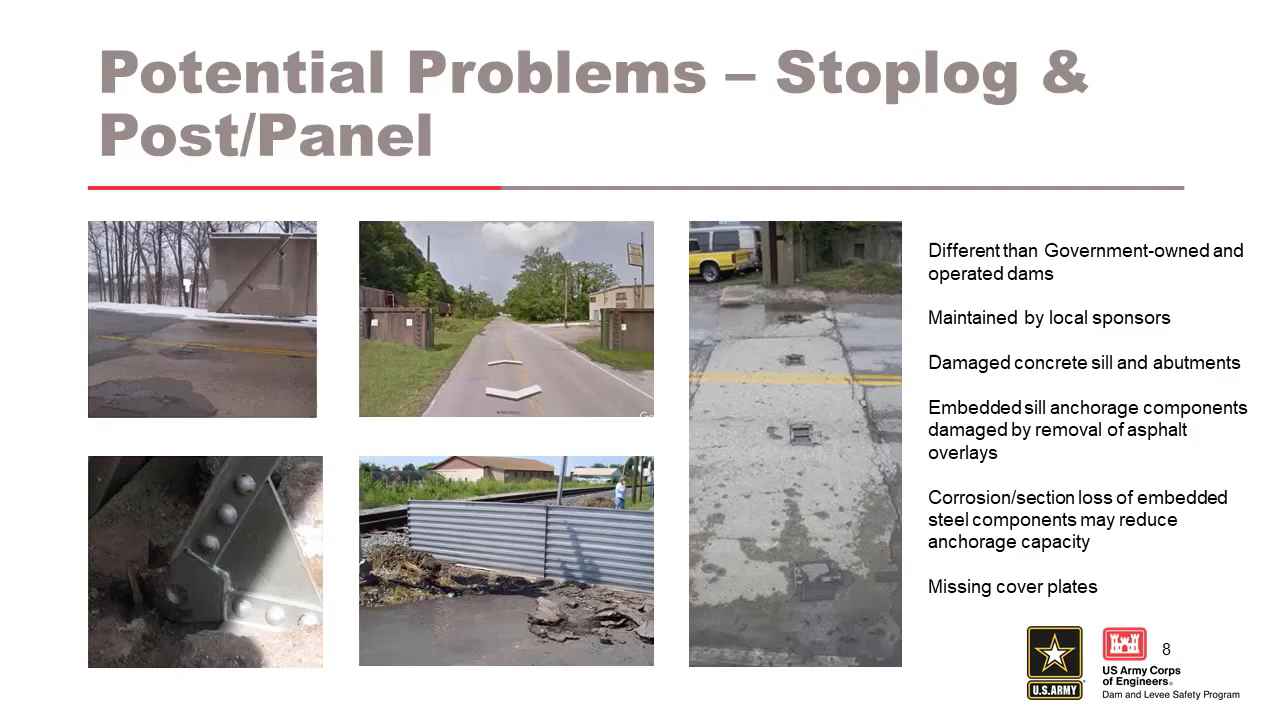 Potential Problems – Stoplog &
Post/Panel
Different than Government-owned and
operated dams
Maintained by local sponsors
Damaged concrete sill and abutments
Embedded sill anchorage components
damaged by removal of asphalt
overlays
Corrosion/section loss of embedded
steel components may reduce
anchorage capacity
Missing cover plates
8
U.S.ARMY
US Army Corps
of Engineers®
Dam and Levee Safety Program